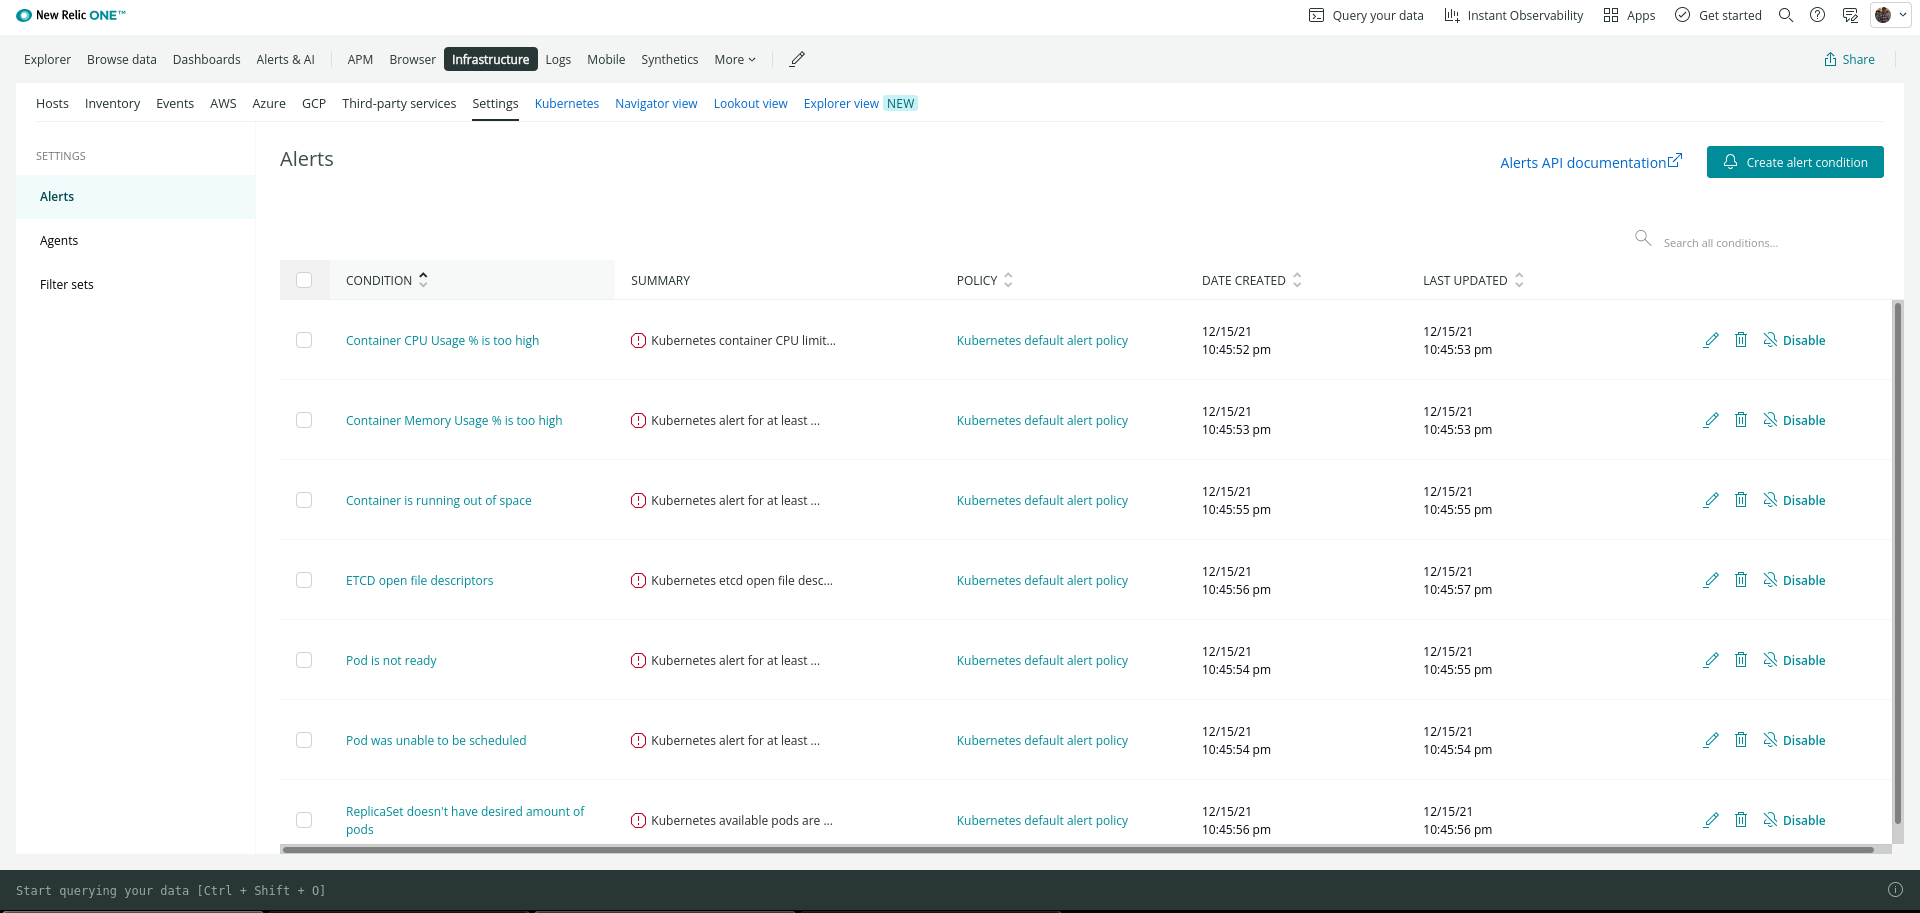 New Relic ONE™
Query your data
Instant Observability
Apps
Get started
Explorer
Browse data
Dashboards
Alerts & AI
APM
Browser
Infrastructure
Logs
Mobile
Synthetics
More
Share
Hosts
Inventory
Events
AWS
Azure
GCP
Third-party services
Settings
Kubernetes
Navigator view
Lookout view
Explorer view NEW
SETTINGS
Alerts
Agents
Filter sets
Alerts
Alerts API documentation
Create alert condition
Search all conditions...
CONDITION
SUMMARY
POLICY
DATE CREATED
LAST UPDATED
Container CPU Usage % is too high
Kubernetes container CPU limit...
Kubernetes default alert policy
12/15/21
10:45:52 pm
12/15/21
10:45:53 pm
Disable
Container Memory Usage % is too high
Kubernetes alert for at least ...
Kubernetes default alert policy
12/15/21
10:45:53 pm
12/15/21
10:45:53 pm
Disable
Container is running out of space
Kubernetes alert for at least ...
Kubernetes default alert policy
12/15/21
10:45:55 pm
12/15/21
10:45:55 pm
Disable
ETCD open file descriptors
Kubernetes etcd open file desc...
Kubernetes default alert policy
12/15/21
10:45:56 pm
12/15/21
10:45:57 pm
Disable
Pod is not ready
Kubernetes alert for at least ...
Kubernetes default alert policy
12/15/21
10:45:54 pm
12/15/21
10:45:55 pm
Disable
Pod was unable to be scheduled
Kubernetes alert for at least ...
Kubernetes default alert policy
12/15/21
10:45:54 pm
12/15/21
10:45:54 pm
Disable
ReplicaSet doesn't have desired amount of
pods
Kubernetes available pods are ...
Kubernetes default alert policy
12/15/21
10:45:56 pm
12/15/21
10:45:56 pm
Disable
Start querying your data [Ctrl + Shift + O]